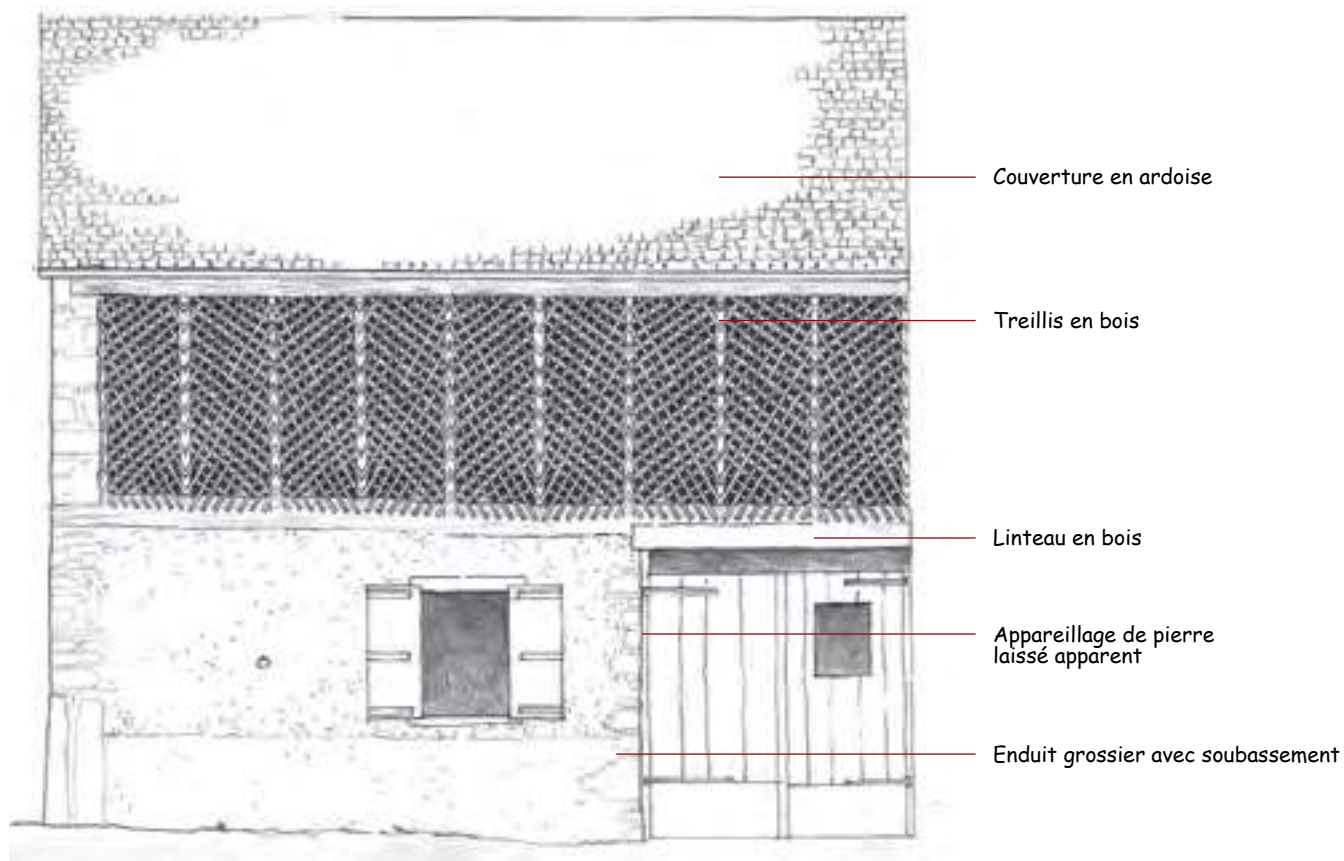 Couverture en ardoise
Treillis en bois
Linteau en bois
Appareillage de pierre
laissé apparent
Enduit grossier avec soubassement